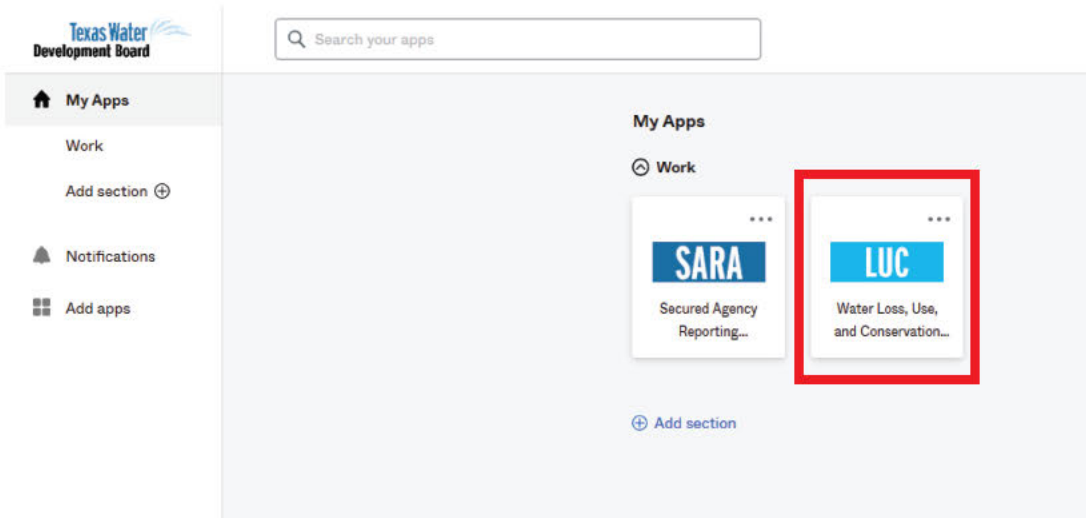 Texas Water
Development Board
Search your apps
My Apps
Work
Add section
Notifications
Add apps
My Apps
Work
SARA
Secured Agency
Reporting...
LUC
Water Loss, Use,
and Conservation...
Add section